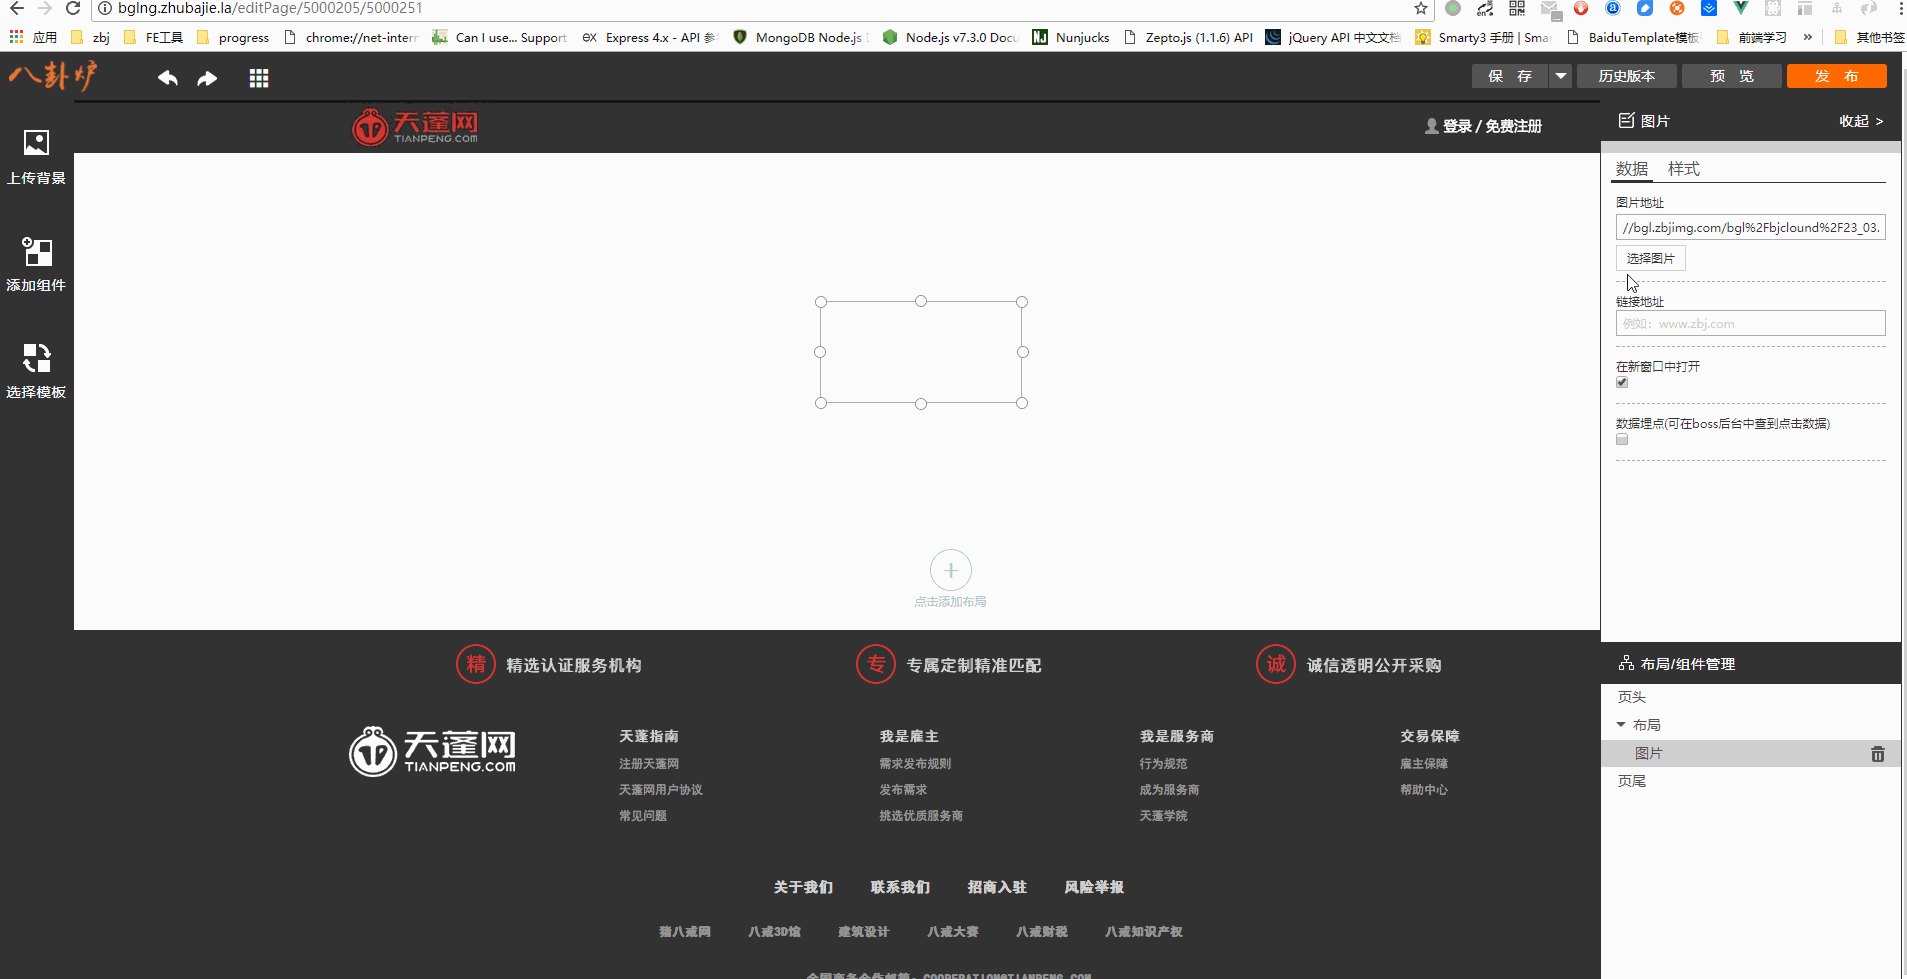 bglng.zhubajie.la/editPage/5000205/5000251
应用 zbj FE工具 progress chrome://net-intern Can I use... Support Express 4.x - API 参 MongoDB Node.js Node.js v7.3.0 Docu Nunjucks Zepto.js (1.1.6) API jQuery API 中文文档 Smarty3 手册 | Sma BaiduTemplate模板 前端学习 » 其他书签
八卦炉
保 存 历史版本 预 览 发 布
天蓬网
TIANPENG.COM
登录 / 免费注册
图片 收起 >
上传背景
添加组件
选择模板
数据 样式
图片地址
//bgl.zbjimg.com/bgl%2Fbjclound%2F23_03.
选择图片
链接地址
例如：www.zbj.com
在新窗口中打开
数据埋点(可在boss后台中查到点击数据)
点击添加布局
布局/组件管理
页头
布局
图片
页尾
精 精选认证服务机构 专 专属定制精准匹配 诚 诚信透明公开采购
天蓬网
TIANPENG.COM
天蓬指南 我是雇主 我是服务商 交易保障
注册天蓬网 需求发布规则 行为规范 雇主保障
天蓬网用户协议 发布需求 成为服务商 帮助中心
常见问题 挑选优质服务商 天蓬学院
关于我们 联系我们 招商入驻 风险举报
猪八戒网 八戒3D馆 建筑设计 八戒大赛 八戒财税 八戒知识产权
全国商务合作邮箱：COOPERATION@TIANPENG.COM